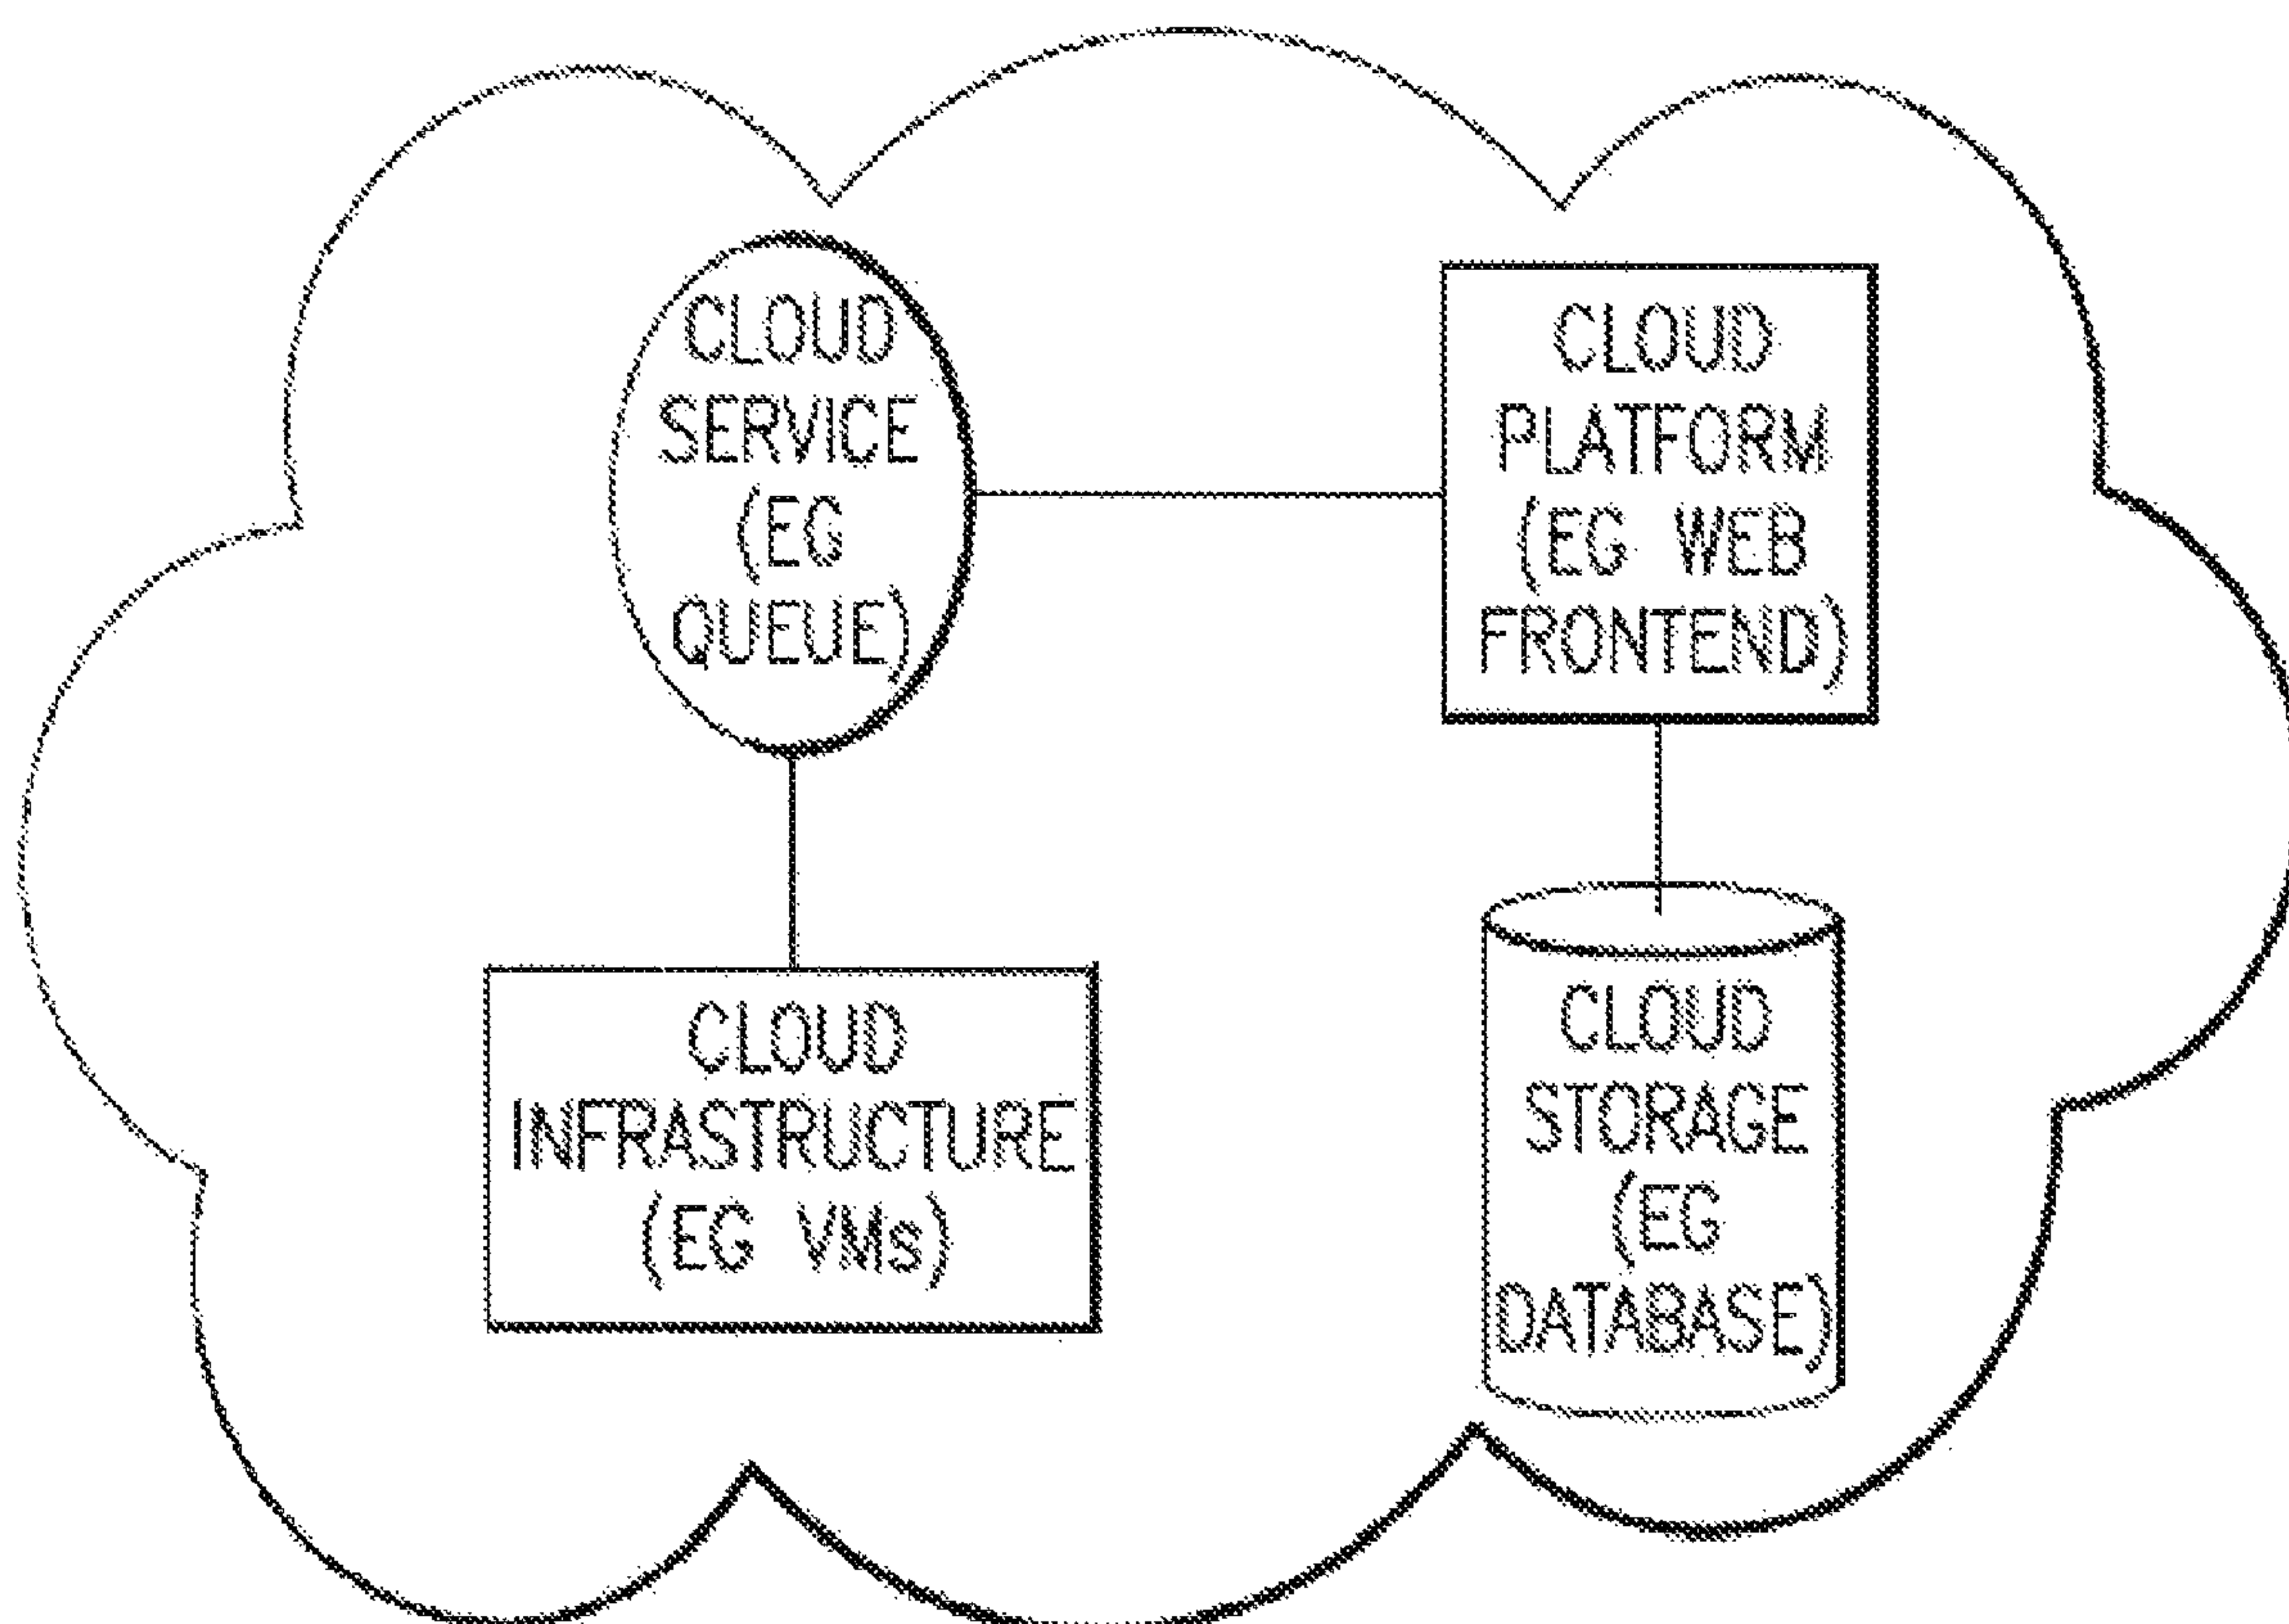 CLOUD
SERVICE
(EG
QUEUE)
CLOUD
PLATFORM
(EG WEB
FRONTEND)
CLOUD
INFRASTRUCTURE
(EG VMs)
CLOUD
STORAGE
(EG
DATABASE)